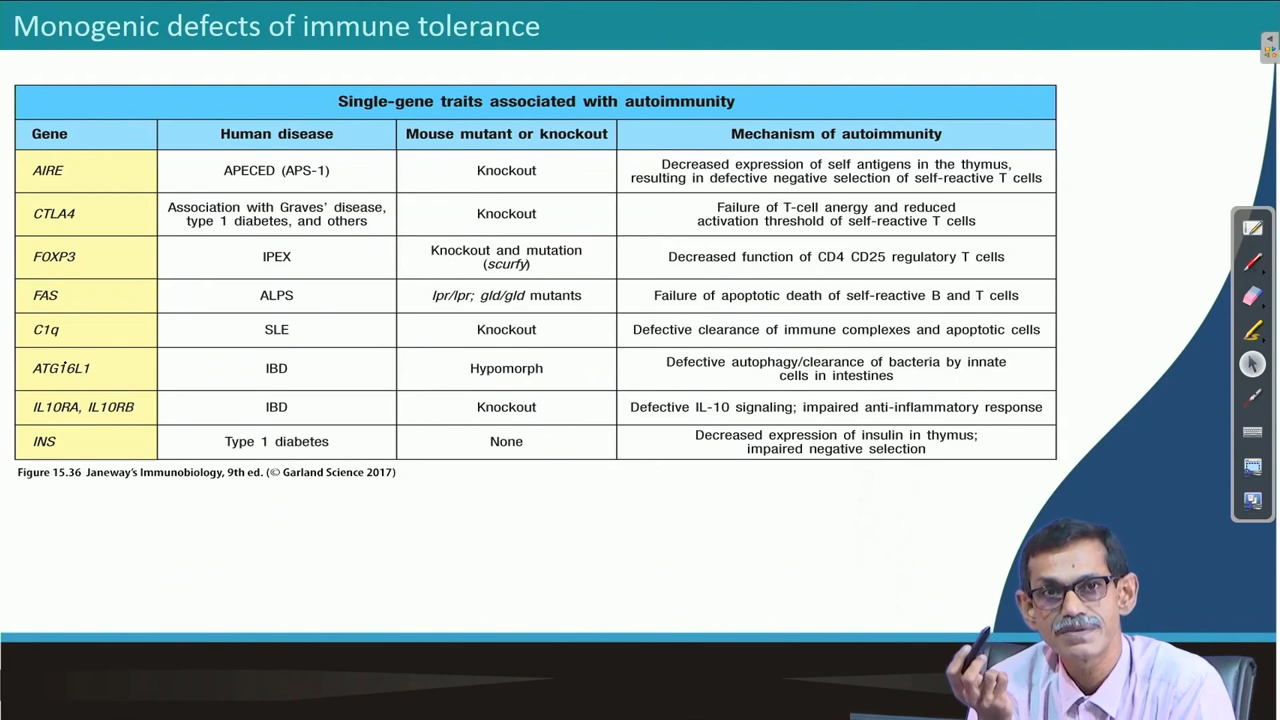 Monogenic defects of immune tolerance
Single-gene traits associated with autoimmunity
Gene Human disease Mouse mutant or knockout Mechanism of autoimmunity
AIRE APECED (APS-1) Knockout Decreased expression of self antigens in the thymus,
resulting in defective negative selection of self-reactive T cells
CTLA4 Association with Graves' disease,
type 1 diabetes, and others Knockout Failure of T-cell anergy and reduced
activation threshold of self-reactive T cells
FOXP3 IPEX Knockout and mutation
(scurfy) Decreased function of CD4 CD25 regulatory T cells
FAS ALPS lpr/lpr; gld/gld mutants Failure of apoptotic death of self-reactive B and T cells
C1q SLE Knockout Defective clearance of immune complexes and apoptotic cells
ATG16L1 IBD Hypomorph Defective autophagy/clearance of bacteria by innate
cells in intestines
IL10RA, IL10RB IBD Knockout Defective IL-10 signaling; impaired anti-inflammatory response
INS Type 1 diabetes None Decreased expression of insulin in thymus;
impaired negative selection
Figure 15.36 Janeway's Immunobiology, 9th ed. (© Garland Science 2017)